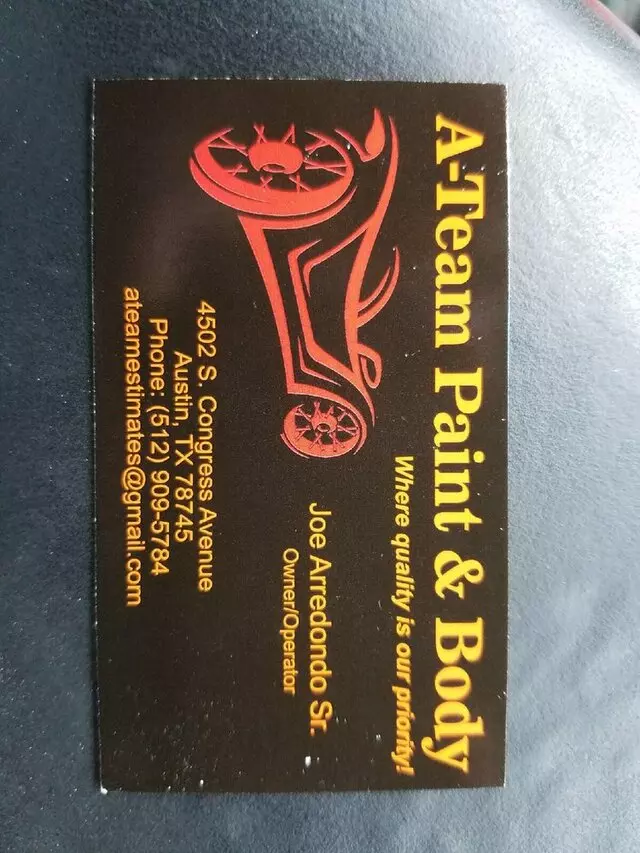 A-Team Paint & Body
Where quality is our priority!
Joe Arredondo Sr.
Owner/Operator
4502 S. Congress Avenue
Austin, TX 78745
Phone: (512) 909-5784
ateamestimates@gmail.com